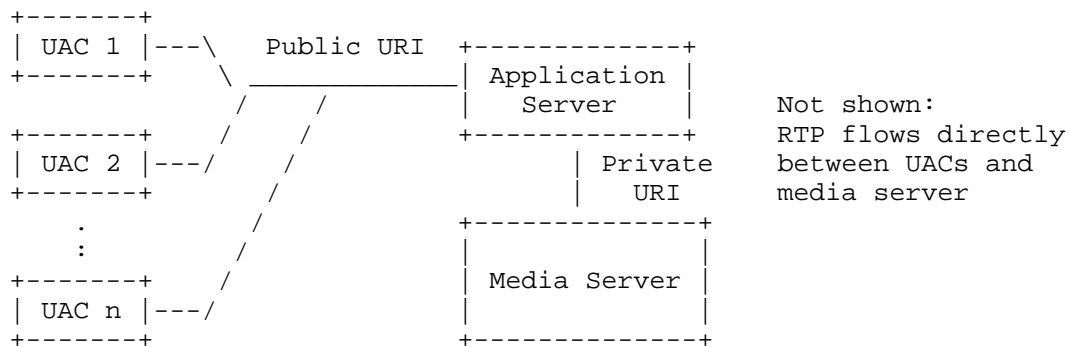 +-------+
| UAC 1 |---\    Public URI  +-------------+
+-------+    \ _____________| Application |
             /    /          |   Server    |    Not shown:
+-------+   /    /           +-------------+    RTP flows directly
| UAC 2 |---/    /                | Private     between UACs and
+-------+      /                  |   URI       media server
    .         /              +--------------+
    :        /               |              |
+-------+   /                | Media Server |
| UAC n |---/                |              |
+-------+                    +--------------+